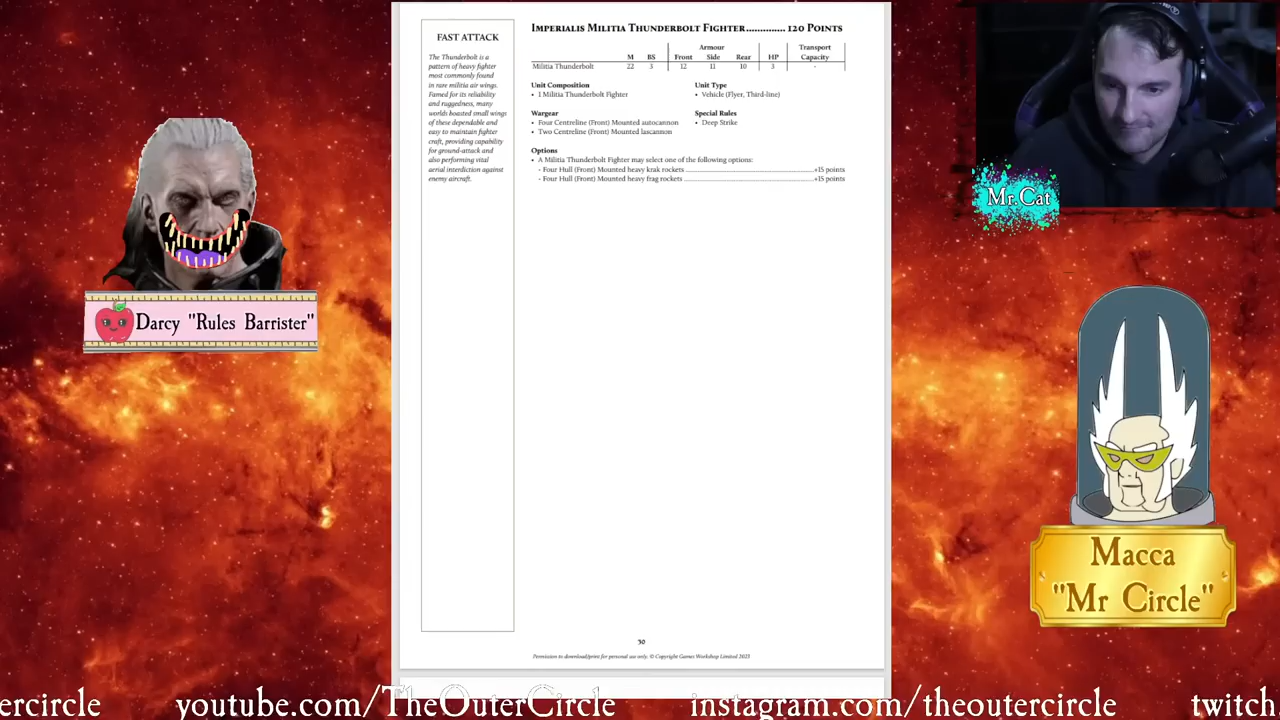 FAST ATTACK
The Thunderbolt is a
pattern of heavy fighter
most commonly found
in rare militia air wings.
Famed for its reliability
and ruggedness, many
worlds boasted small wings
of these dependable and
easy to maintain fighter
craft, providing capability
for ground-attack and
also performing vital
aerial interdiction against
enemy aircraft.
Imperialis Militia Thunderbolt Fighter.............. 120 Points
Armour Transport
M BS Front Side Rear HP Capacity
Militia Thunderbolt 22 3 12 11 10 3 -
Unit Composition
• 1 Militia Thunderbolt Fighter
Unit Type
• Vehicle (Flyer, Third-line)
Wargear
• Four Centreline (Front) Mounted autocannon
• Two Centreline (Front) Mounted lascannon
Special Rules
• Deep Strike
Options
• A Militia Thunderbolt Fighter may select one of the following options:
- Four Hull (Front) Mounted heavy krak rockets ........ +15 points
- Four Hull (Front) Mounted heavy frag rockets ........ +15 points
30
Permission to download/print for personal use only. © Copyright Games Workshop Limited 2023
Darcy "Rules Barrister"
Mr.Cat
Macca
"Mr Circle"
ercircle youtube.com/TheOuterCircle instagram.com/theoutercircle twitch